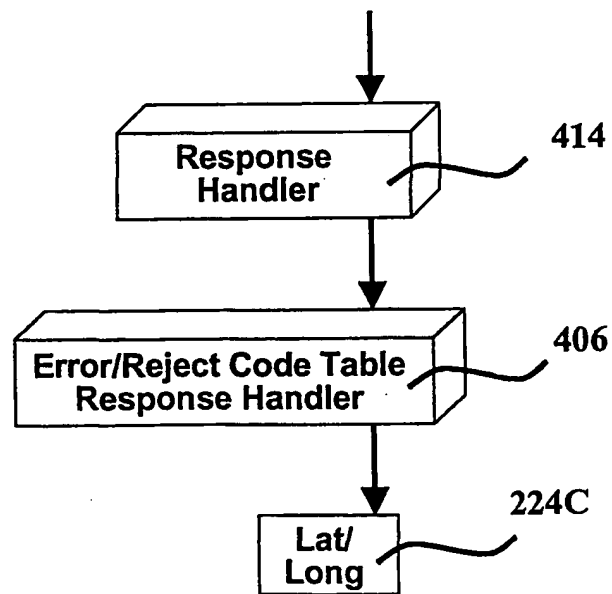 414
Response
Handler
406
Error/Reject Code Table
Response Handler
224C
Lat/
Long